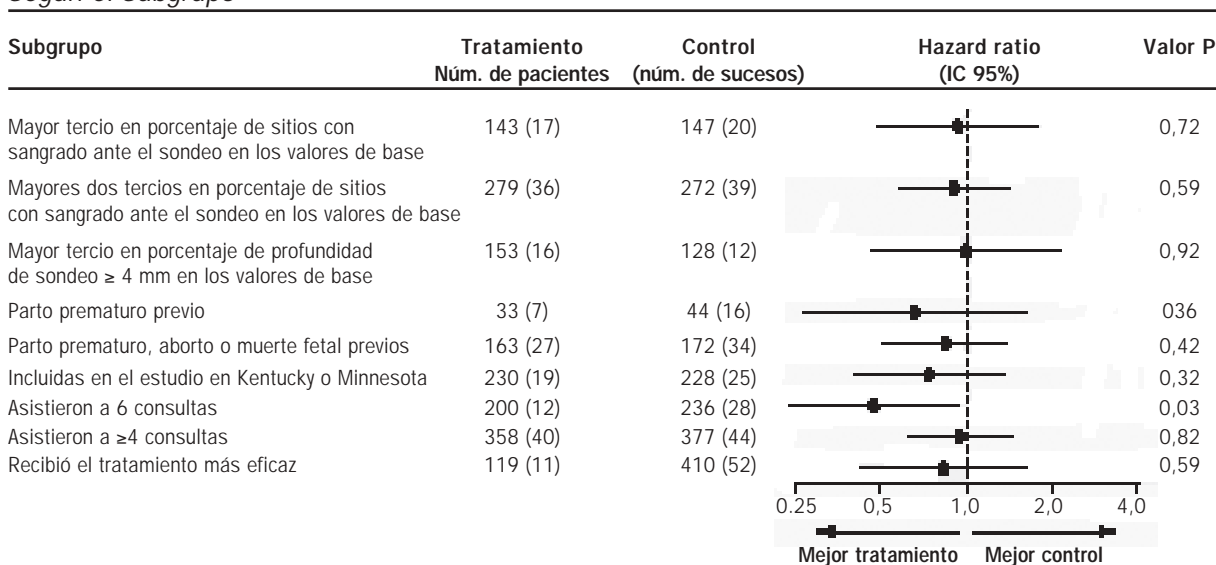 según el subgrupo
Subgrupo Tratamiento Control Hazard ratio Valor P
Núm. de pacientes (núm. de sucesos) (IC 95%)
Mayor tercio en porcentaje de sitios con 143 (17) 147 (20) 0,72
sangrado ante el sondeo en los valores de base
Mayores dos tercios en porcentaje de sitios 279 (36) 272 (39) 0,59
con sangrado ante el sondeo en los valores de base
Mayor tercio en porcentaje de profundidad 153 (16) 128 (12) 0,92
de sondeo ≥ 4 mm en los valores de base
Parto prematuro previo 33 (7) 44 (16) 036
Parto prematuro, aborto o muerte fetal previos 163 (27) 172 (34) 0,42
Incluidas en el estudio en Kentucky o Minnesota 230 (19) 228 (25) 0,32
Asistieron a 6 consultas 200 (12) 236 (28) 0,03
Asistieron a ≥4 consultas 358 (40) 377 (44) 0,82
Recibió el tratamiento más eficaz 119 (11) 410 (52) 0,59
0.25 0,5 1,0 2,0 4,0
Mejor tratamiento Mejor control